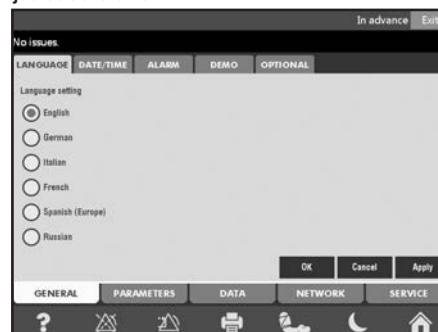 In advance Exit
No issues.
LANGUAGE DATE/TIME ALARM DEMO OPTIONAL
Language setting
English
German
Italian
French
Spanish (Europe)
Russian
OK Cancel Apply
GENERAL PARAMETERS DATA NETWORK SERVICE
?